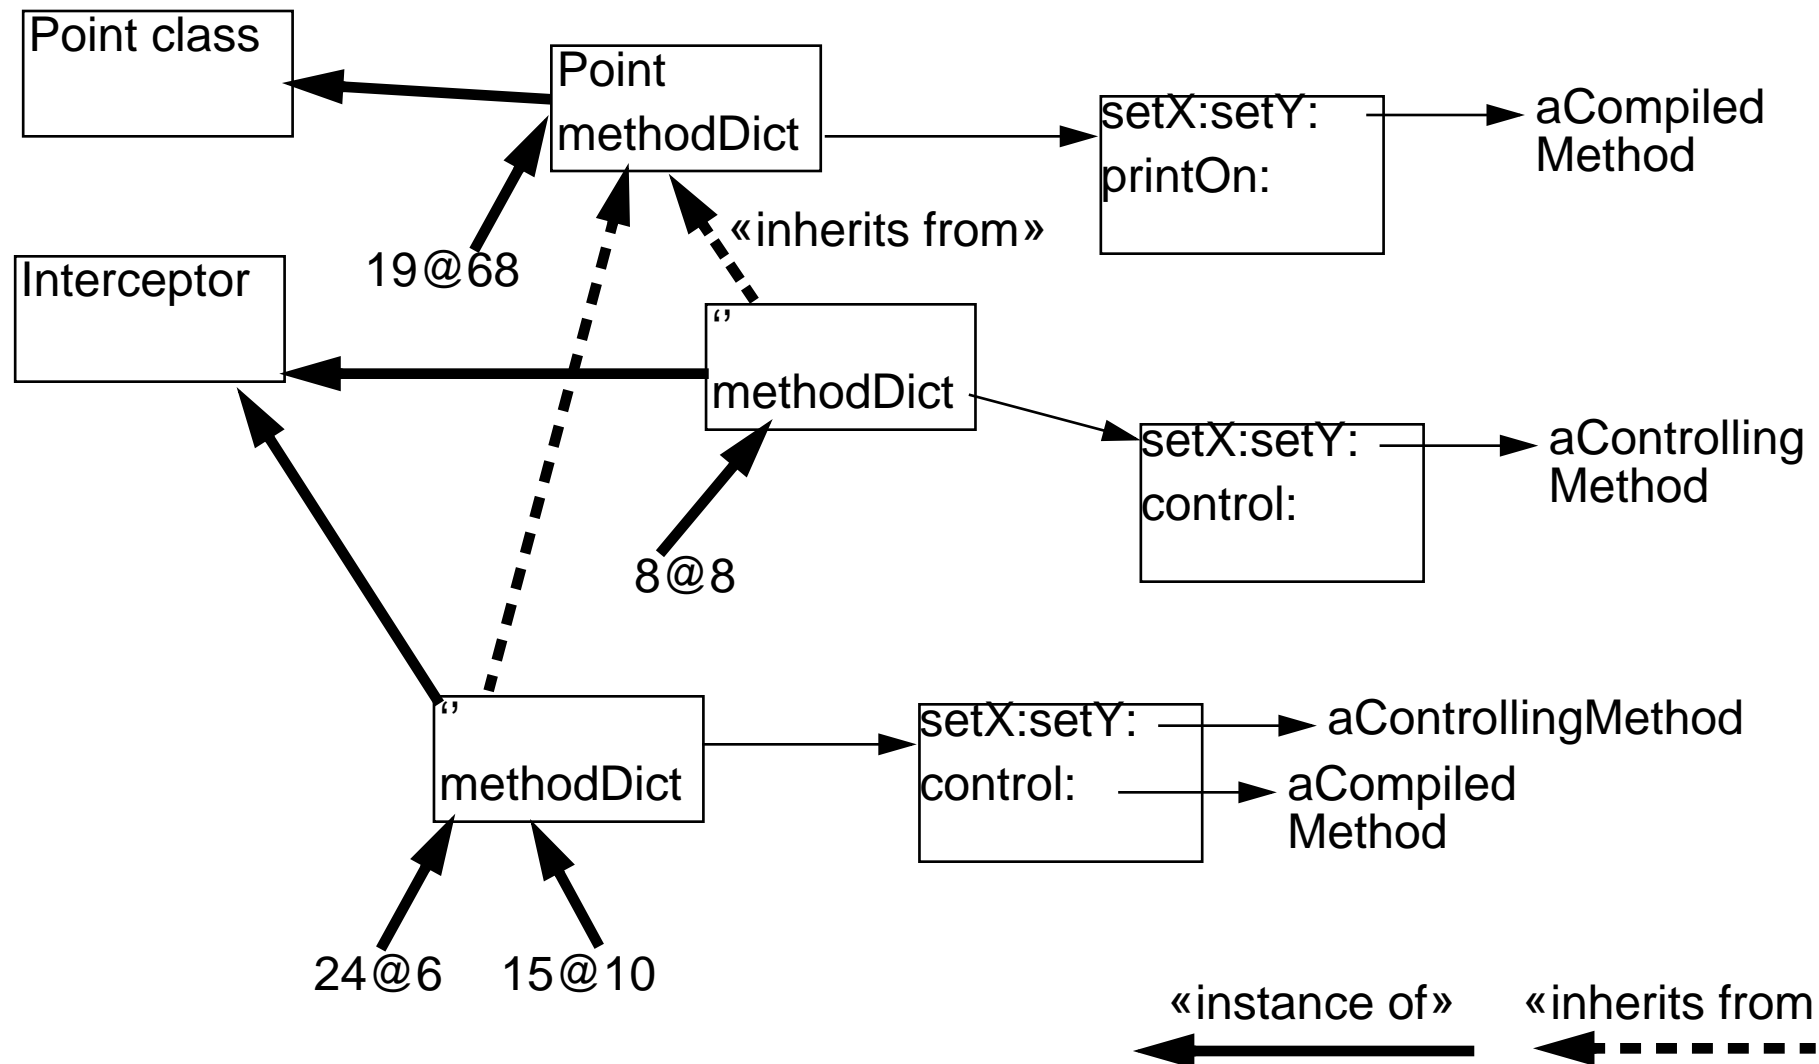 Point class
Point
methodDict
setX:setY:
printOn:
aCompiled
Method
«inherits from»
19@68
Interceptor
‘’
methodDict
setX:setY:
control:
aControlling
Method
8@8
‘’
methodDict
setX:setY:
control:
aControllingMethod
aCompiled
Method
24@6
15@10
«instance of»
«inherits from